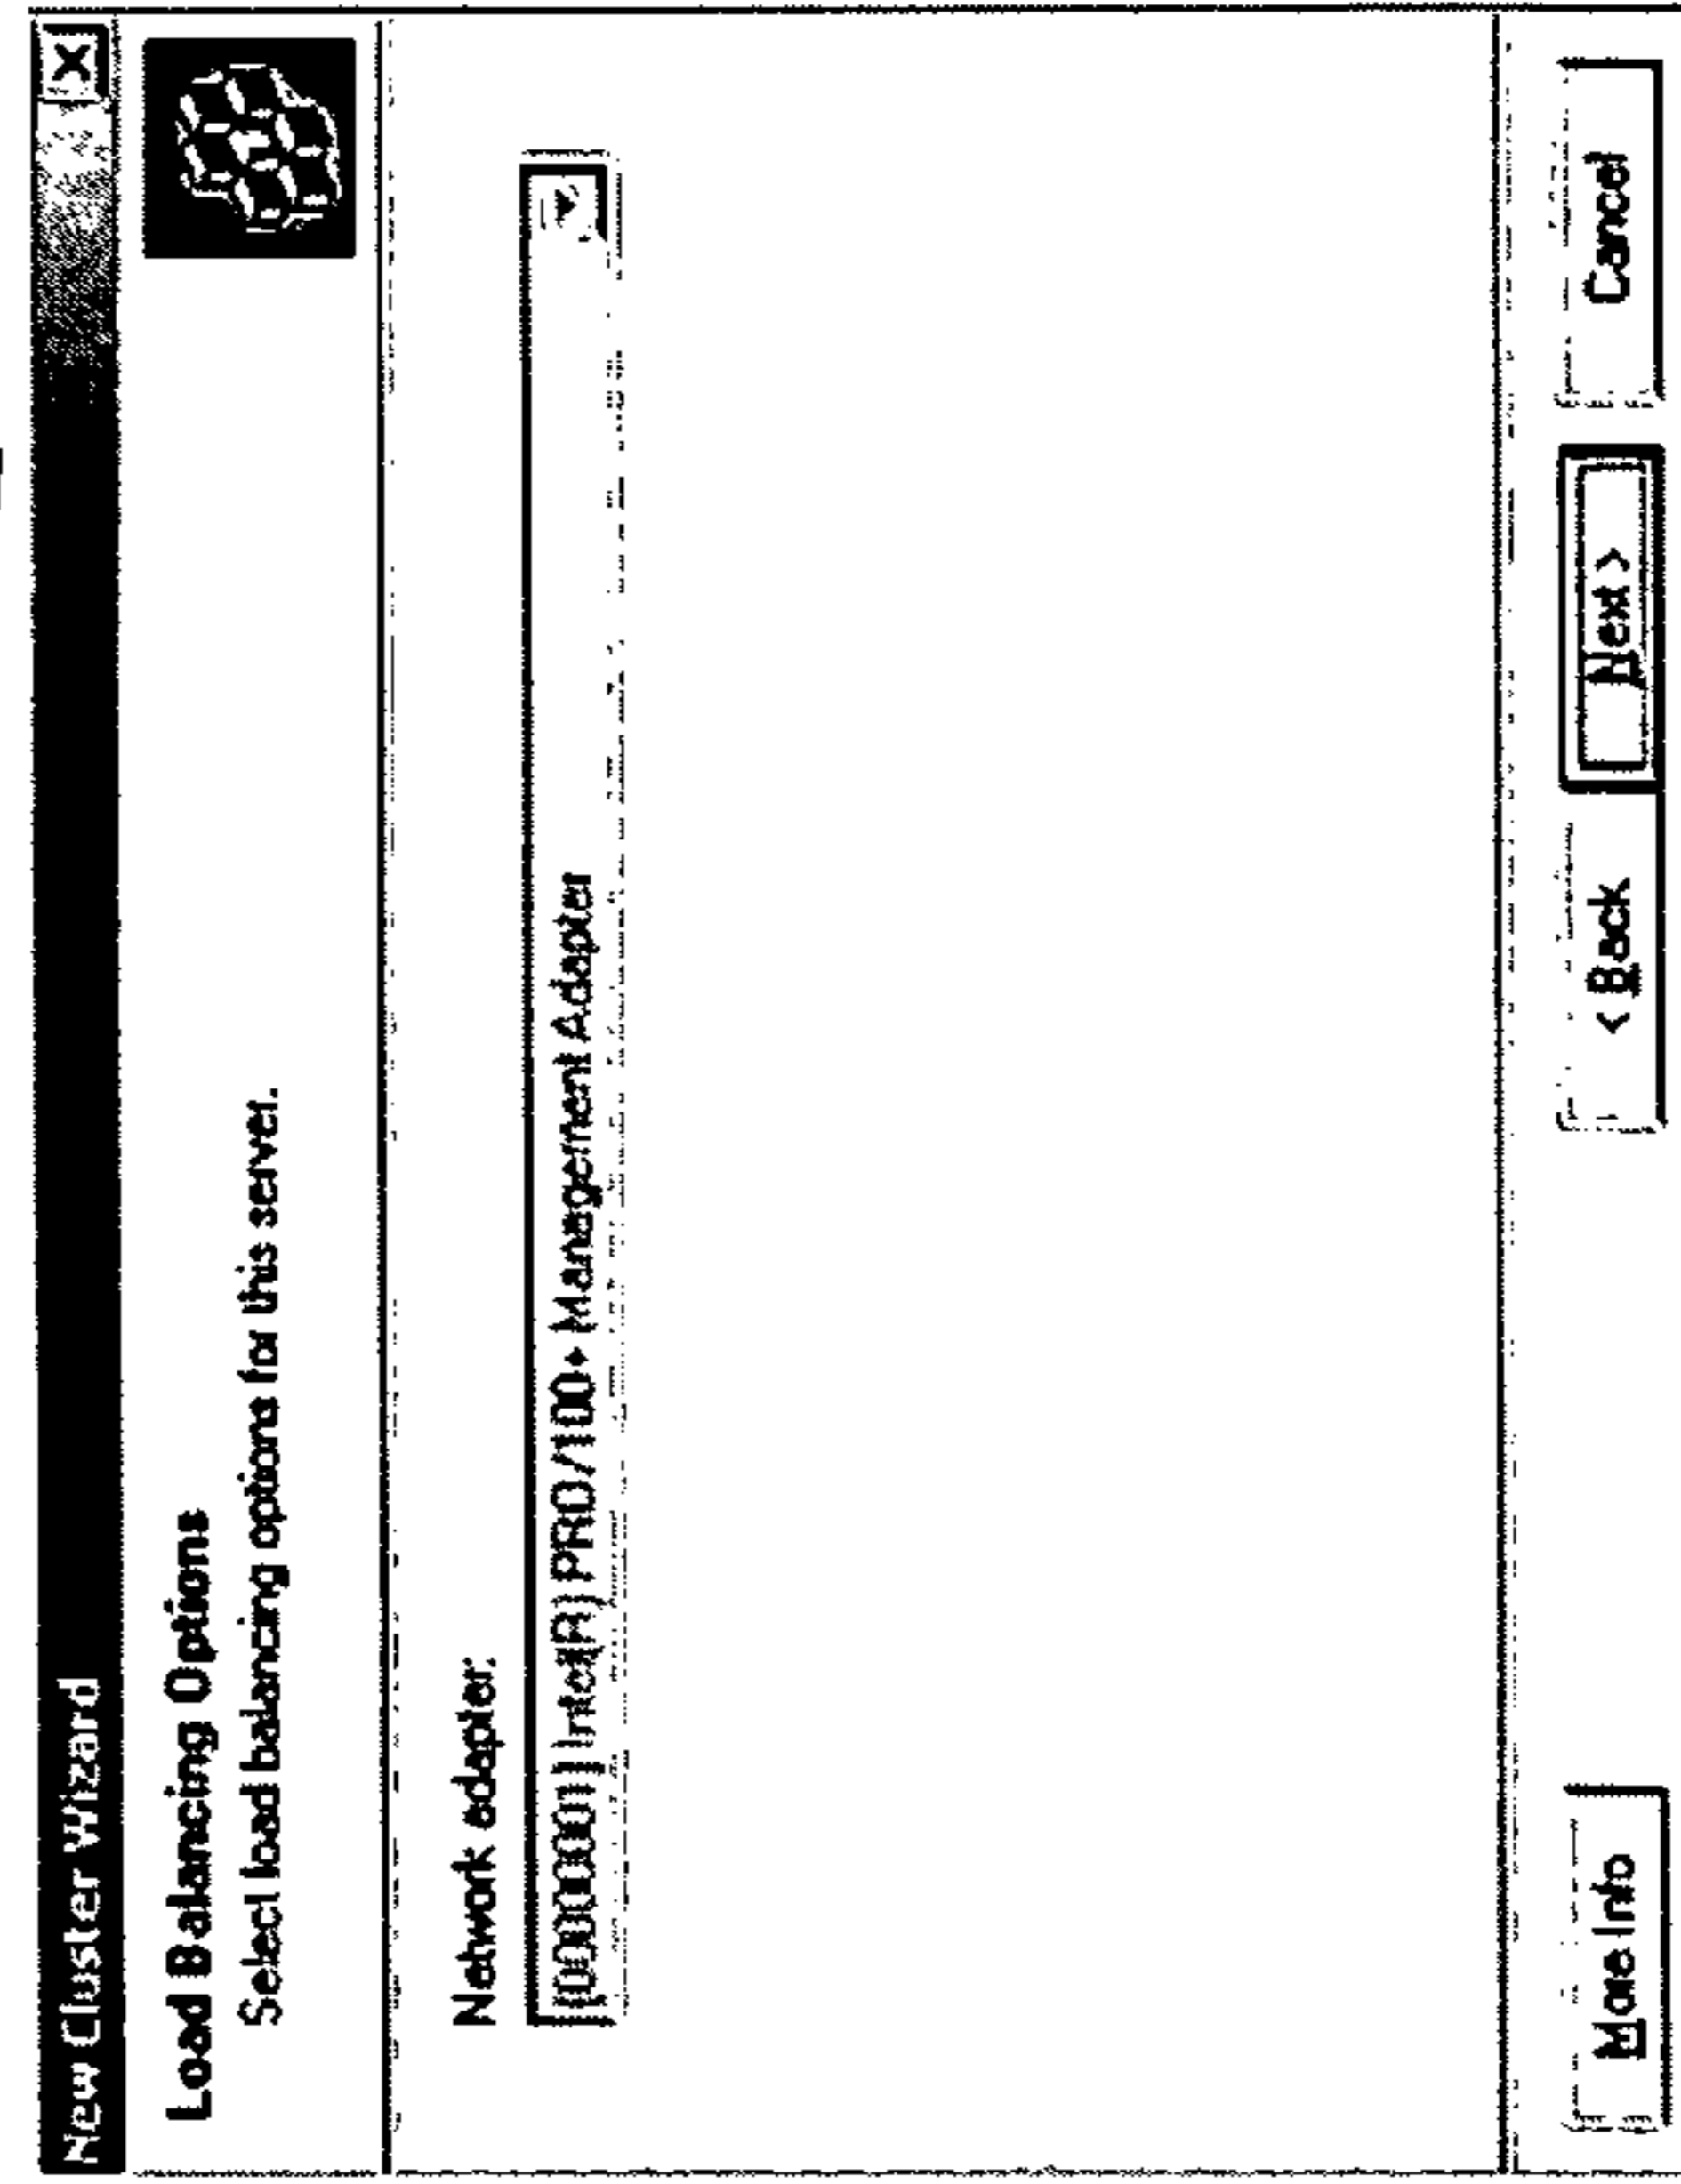 New Cluster Wizard
Load Balancing Options
Select load balancing options for this server.
Network adapter:
[00000001] Intel(R) PRO/100+ Management Adapter
More Info
< Back
Next >
Cancel